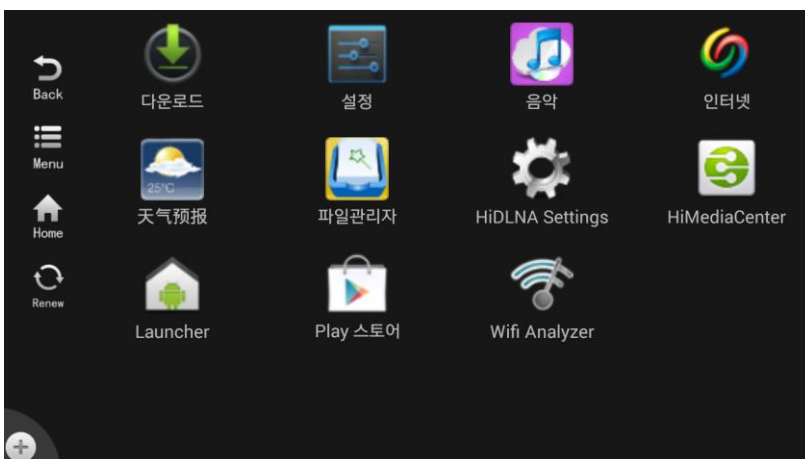 Back
Menu
Home
Renew
다운로드
설정
음악
인터넷
25°C
天气预报
파일관리자
HiDLNA Settings
HiMediaCenter
Launcher
Play 스토어
Wifi Analyzer